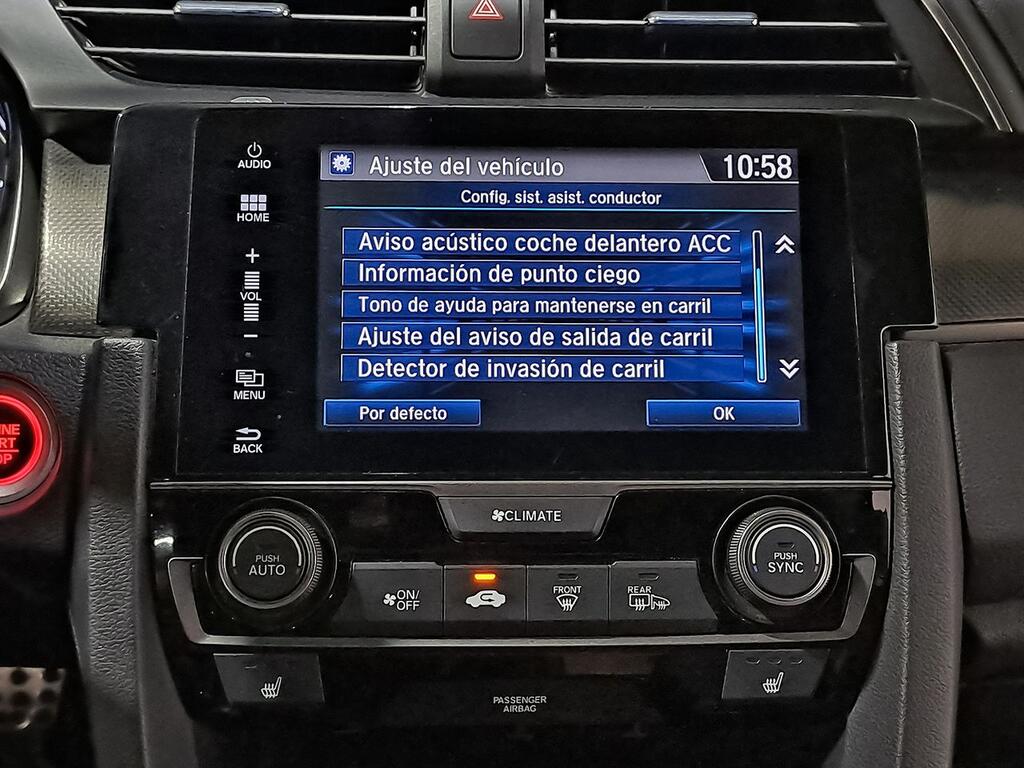 AUDIO
HOME
+
VOL
−
MENU
BACK
Ajuste del vehículo
10:58
Config. sist. asist. conductor
Aviso acústico coche delantero ACC
Información de punto ciego
Tono de ayuda para mantenerse en carril
Ajuste del aviso de salida de carril
Detector de invasión de carril
Por defecto
OK
CLIMATE
PUSH
AUTO
ON/
OFF
FRONT
REAR
PUSH
SYNC
PASSENGER
AIRBAG